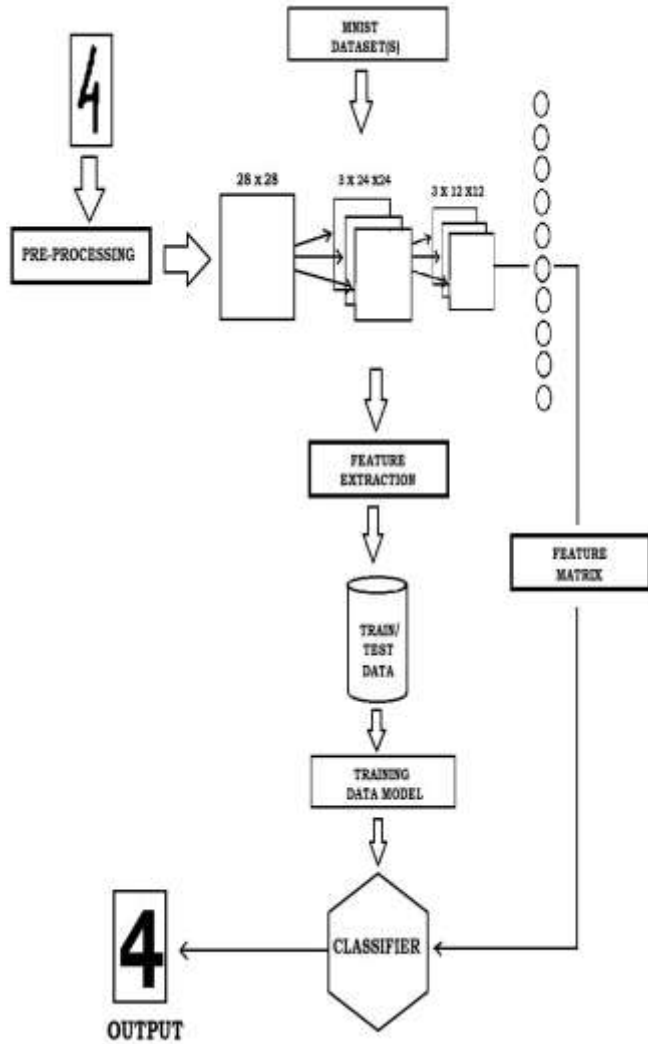 MNIST
DATASET(S)
4
28 x 28
3 X 24 X24
3 X 12 X12
PRE-PROCESSING
FEATURE
EXTRACTION
FEATURE
MATRIX
TRAIN/
TEST
DATA
TRAINING
DATA MODEL
CLASSIFIER
4
OUTPUT